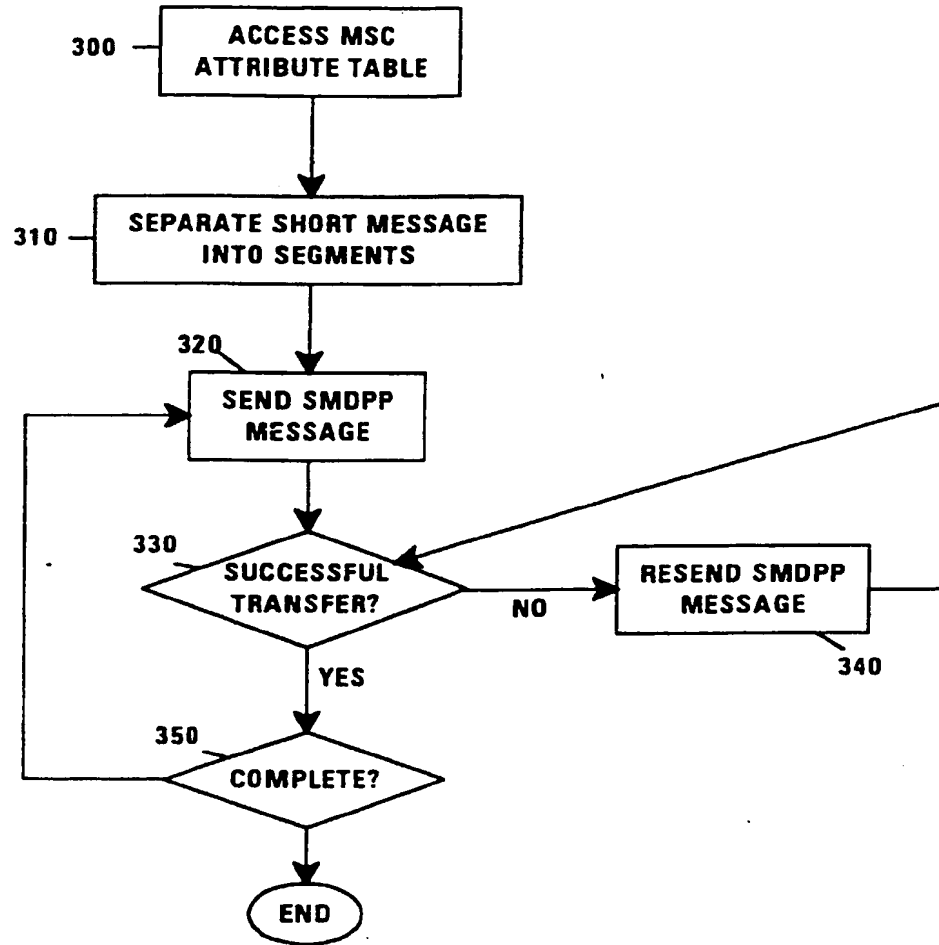 300
ACCESS MSC
ATTRIBUTE TABLE
310
SEPARATE SHORT MESSAGE
INTO SEGMENTS
320
SEND SMDPP
MESSAGE
330
SUCCESSFUL
TRANSFER?
NO
RESEND SMDPP
MESSAGE
340
YES
350
COMPLETE?
END